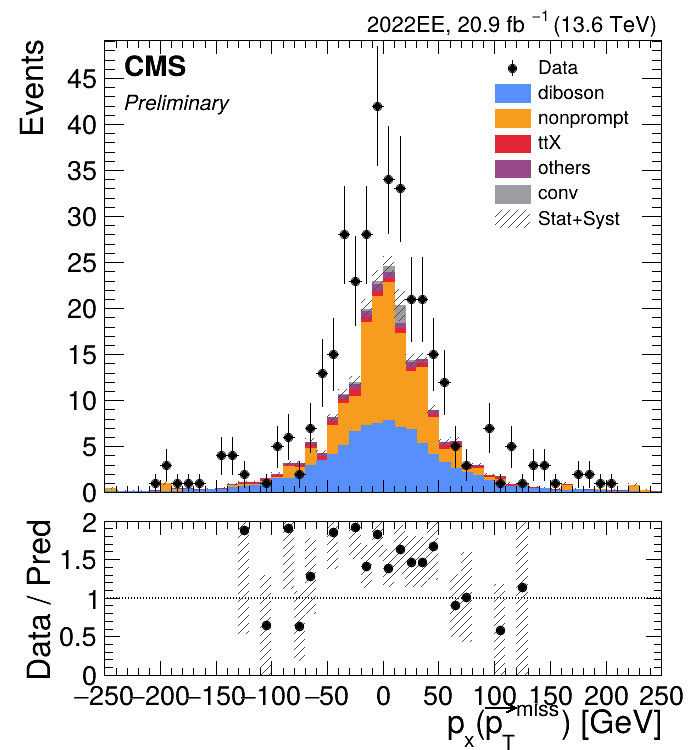 2022EE, 20.9 fb⁻¹ (13.6 TeV)
CMS
Preliminary
Events
45
40
35
30
25
20
15
10
5
0
Data
diboson
nonprompt
ttX
others
conv
Stat+Syst
Data / Pred
2
1.5
1
0.5
0
−250 −200 −150 −100 −50 0 50 100 150 200 250
pₓ(p⃗_T^miss) [GeV]